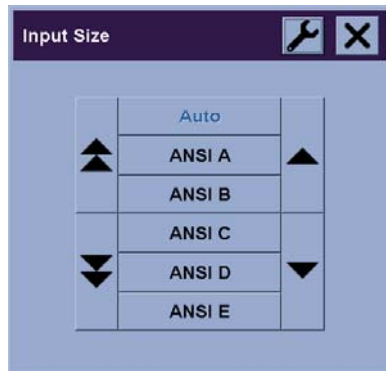 Input Size
Auto
ANSI A
ANSI B
ANSI C
ANSI D
ANSI E